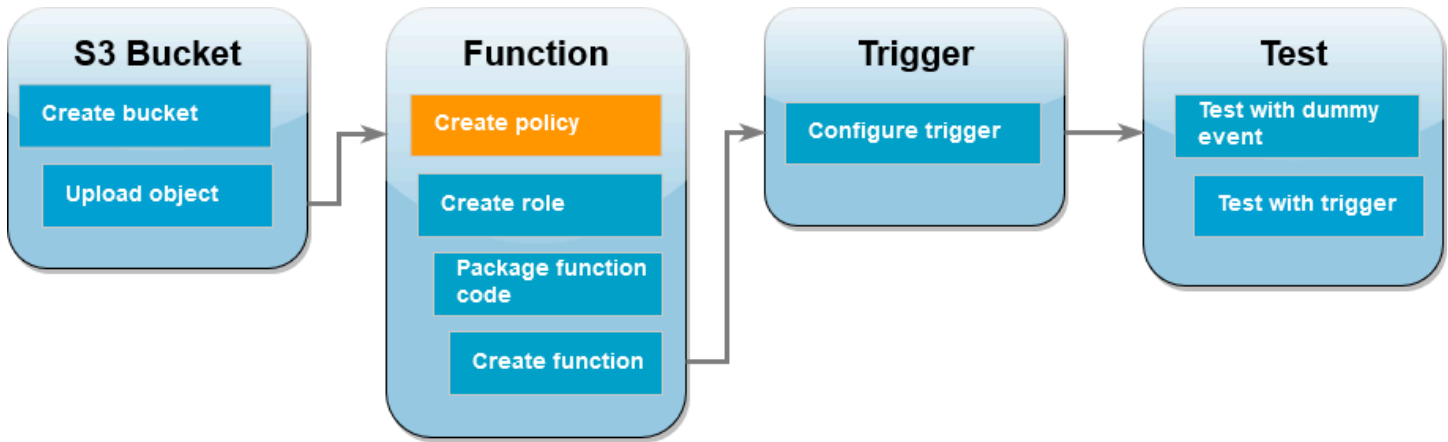 S3 Bucket
Create bucket
Upload object
Function
Create policy
Create role
Package function
code
Create function
Trigger
Configure trigger
Test
Test with dummy
event
Test with trigger